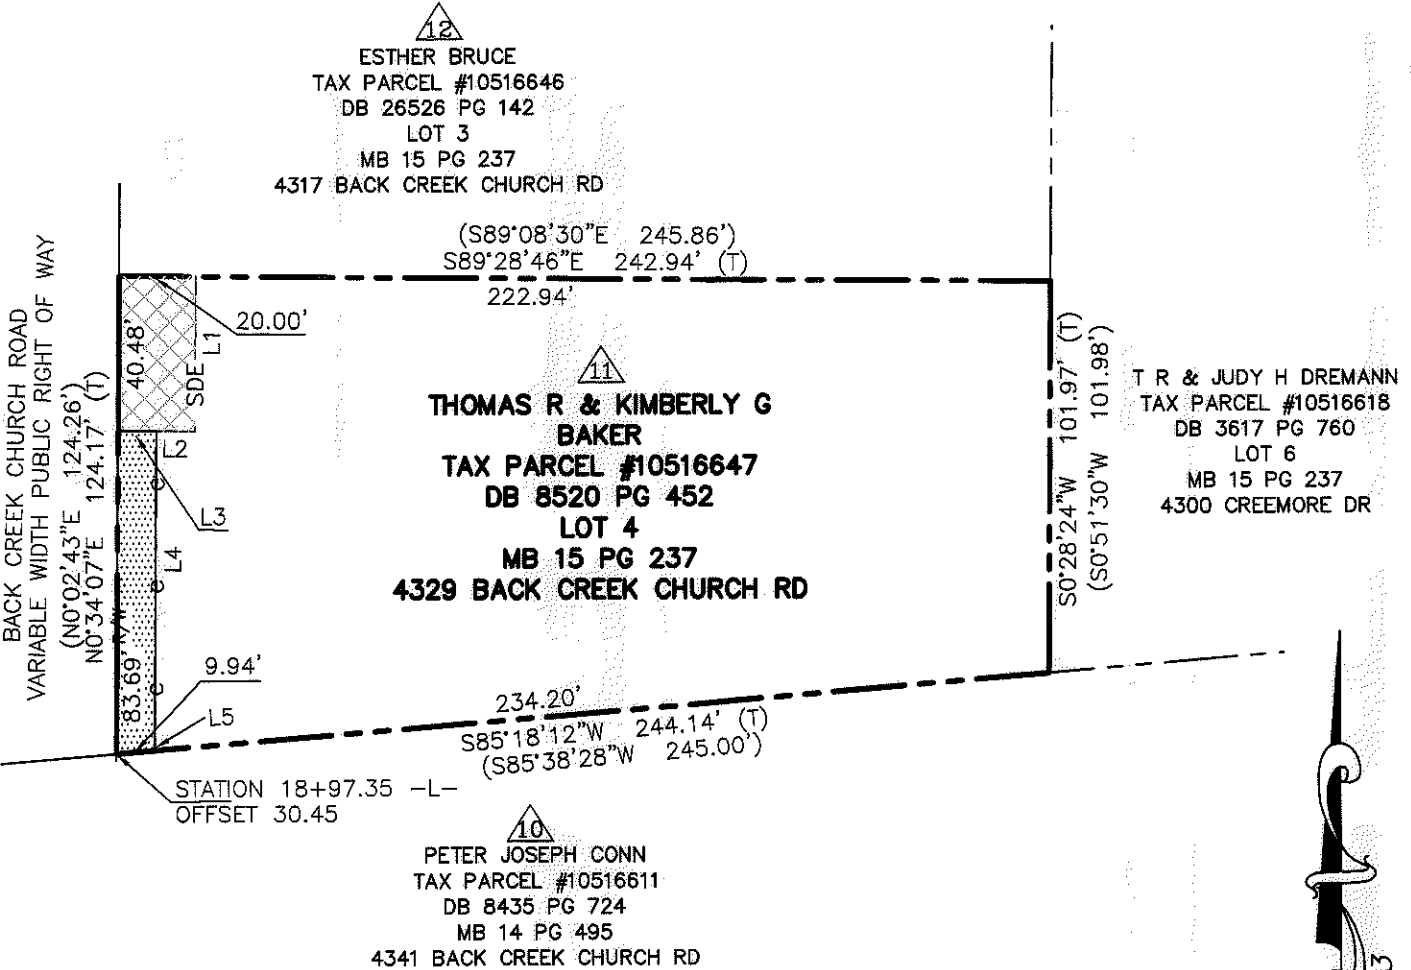 12
ESTHER BRUCE
TAX PARCEL #10516646
DB 26526 PG 142
LOT 3
MB 15 PG 237
4317 BACK CREEK CHURCH RD
(S89°08'30"E 245.86')
S89°28'46"E 242.94' (T)
222.94'
20.00'
BACK CREEK CHURCH ROAD
VARIABLE WIDTH PUBLIC RIGHT OF WAY
(N0°02'43"E 124.26')
N0°34'07"E 124.17' (T)
40.48'
SDE
L1
L2
L3
L4
83.69'
R/W
e
e
e
9.94'
L5
11
THOMAS R & KIMBERLY G
BAKER
TAX PARCEL #10516647
DB 8520 PG 452
LOT 4
MB 15 PG 237
4329 BACK CREEK CHURCH RD
S0°28'24"W 101.97' (T)
(S0°51'30"W 101.98')
T R & JUDY H DREMANN
TAX PARCEL #10516618
DB 3617 PG 760
LOT 6
MB 15 PG 237
4300 CREEMORE DR
234.20'
S85°18'12"W 244.14' (T)
(S85°38'28"W 245.00')
STATION 18+97.35 -L-
OFFSET 30.45
10
PETER JOSEPH CONN
TAX PARCEL #10516611
DB 8435 PG 724
MB 14 PG 495
4341 BACK CREEK CHURCH RD
3